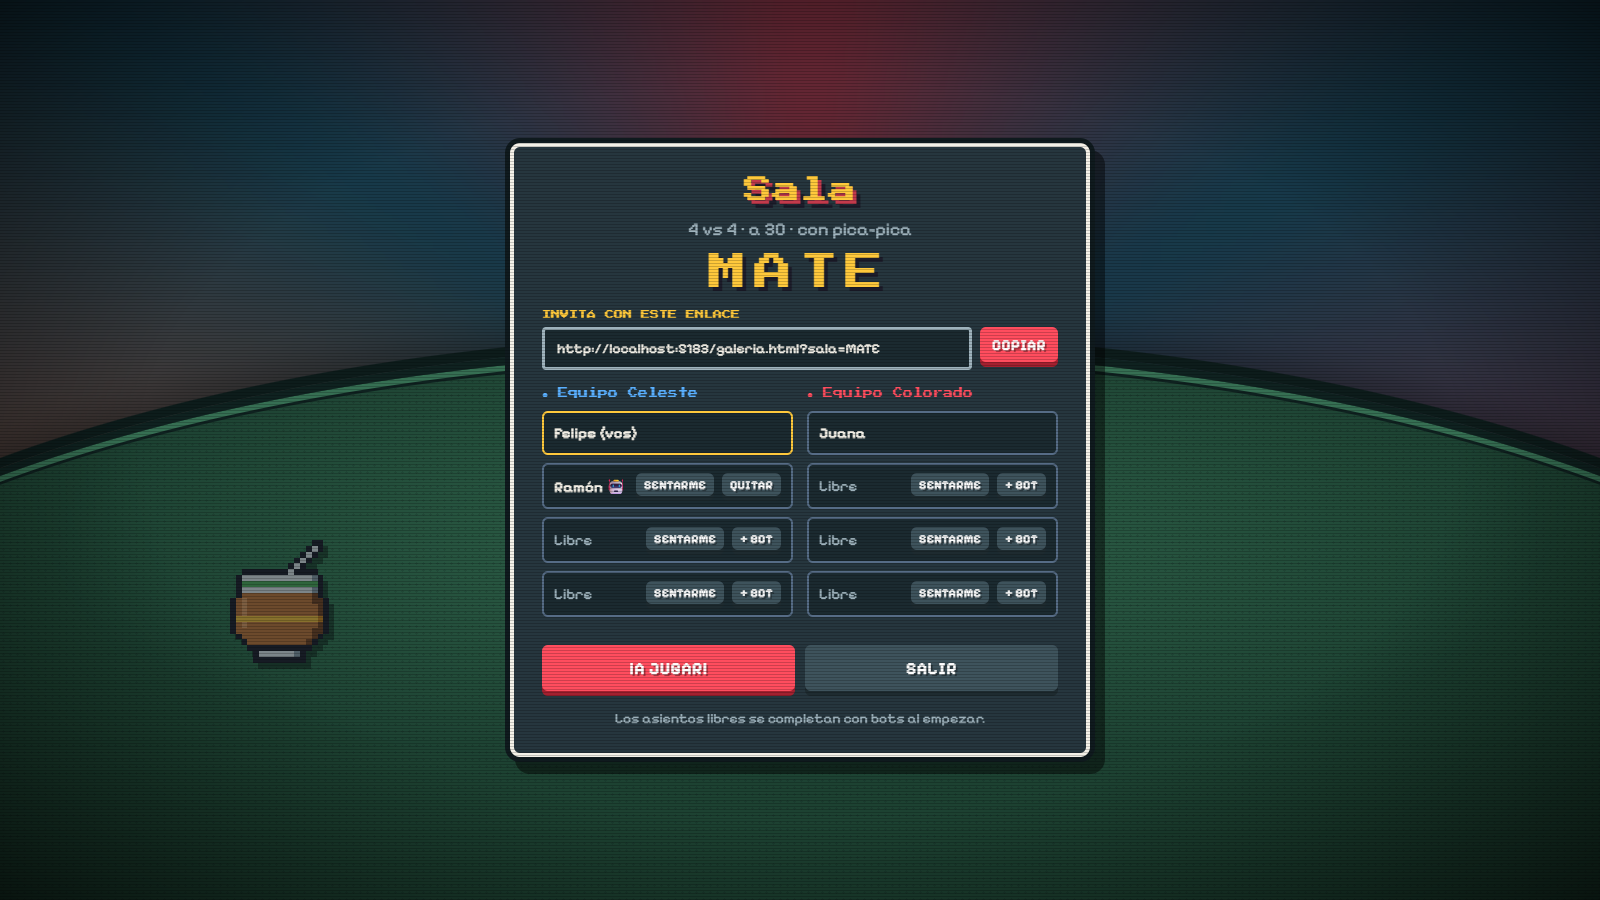 Sala
4 vs 4 · a 30 · con pica-pica
MATE
INVITÁ CON ESTE ENLACE
http://localhost:5183/galeria.html?sala=MATE
COPIAR
• Equipo Celeste
• Equipo Colorado
Felipe (vos)
Juana
Ramón SENTARME QUITAR
Libre SENTARME + BOT
Libre SENTARME + BOT
Libre SENTARME + BOT
Libre SENTARME + BOT
Libre SENTARME + BOT
¡A JUGAR!
SALIR
Los asientos libres se completan con bots al empezar.